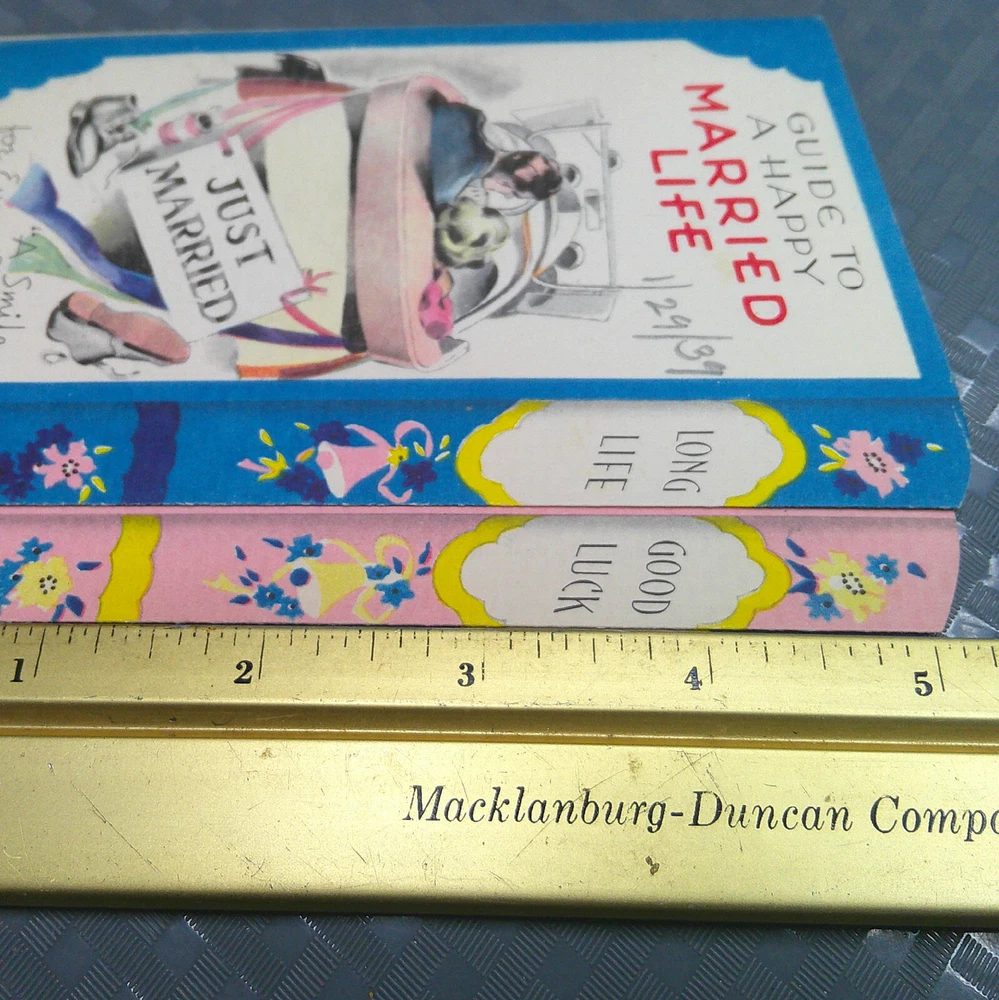 GUIDE TO
A HAPPY
MARRIED
LIFE
1/29/39
JUST
MARRIED
LONG
LIFE
GOOD
LUCK
1 2 3 4 5
Macklanburg-Duncan Compa